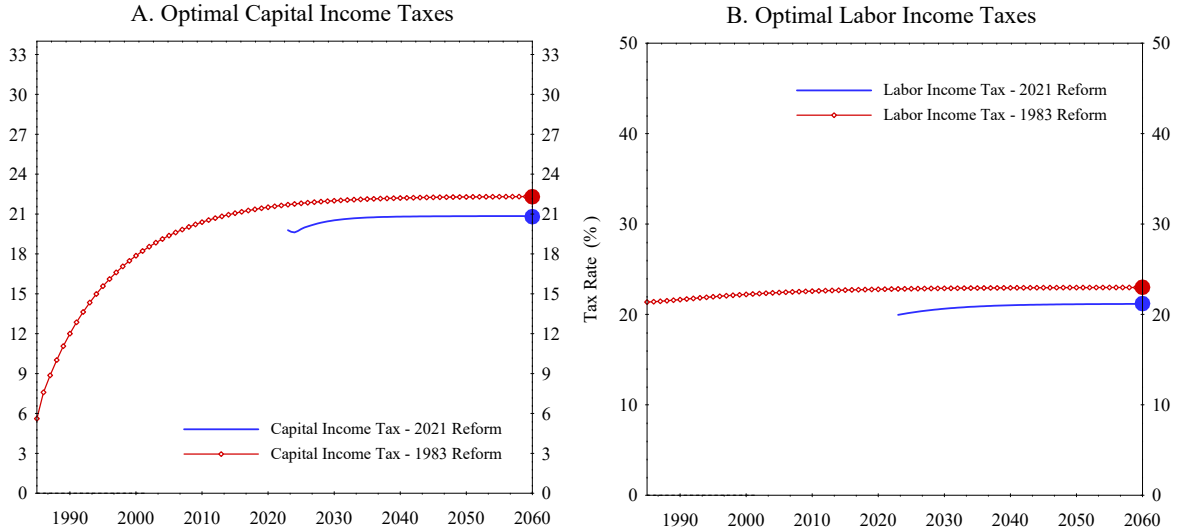 A. Optimal Capital Income Taxes
33 33
30 30
27 27
24 24
21 21
18 18
15 15
12 12
9 9
6 6
3 3
0 0
Capital Income Tax - 2021 Reform
Capital Income Tax - 1983 Reform
1990 2000 2010 2020 2030 2040 2050 2060
B. Optimal Labor Income Taxes
Tax Rate (%)
50 50
40 40
30 30
20 20
10 10
0 0
Labor Income Tax - 2021 Reform
Labor Income Tax - 1983 Reform
1990 2000 2010 2020 2030 2040 2050 2060